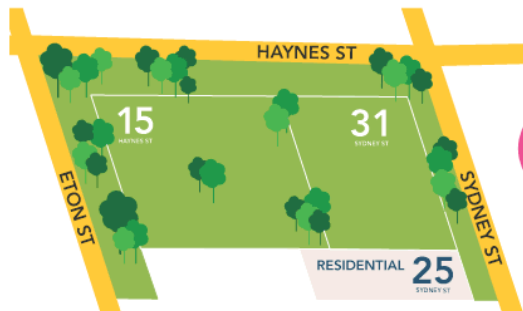 HAYNES ST
15
HAYNES ST
31
SYDNEY ST
ETON ST
SYDNEY ST
RESIDENTIAL 25
SYDNEY ST